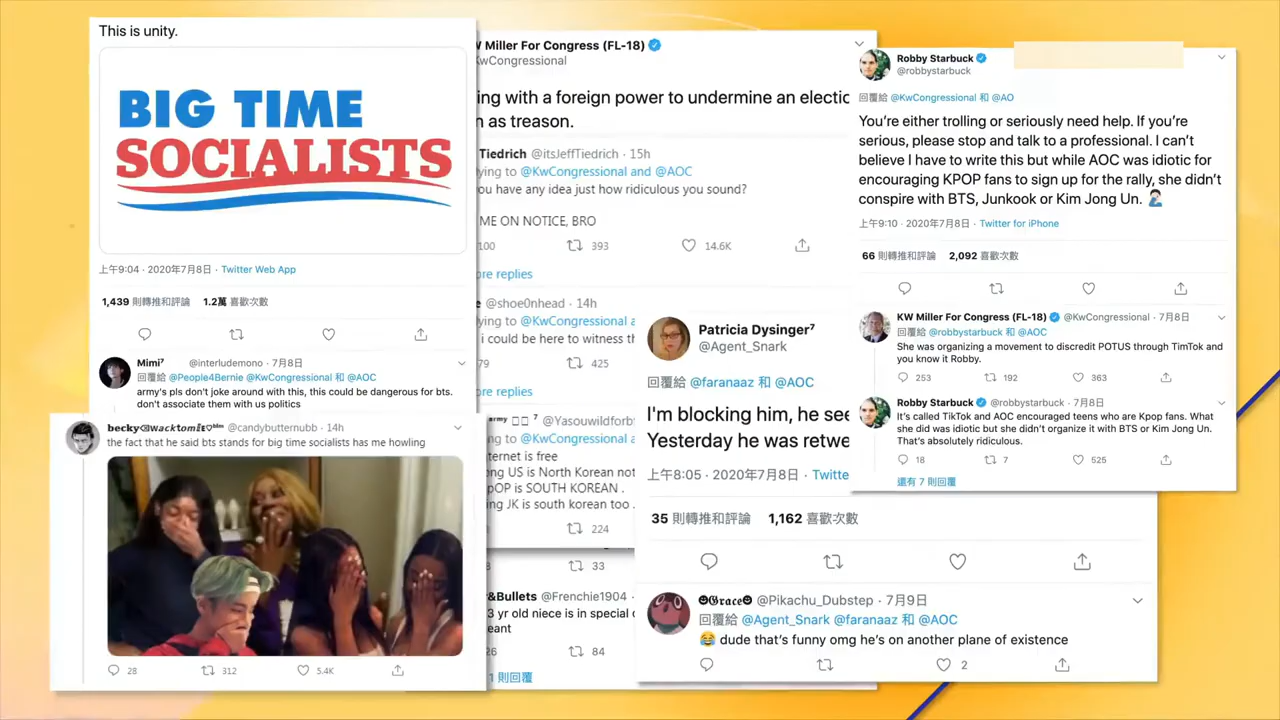 This is unity.
BIG TIME
SOCIALISTS
上午9:04 · 2020年7月8日 · Twitter Web App
1,439 則轉推和評論 1.2萬 喜歡次數
Mimi⁷ @interludemono · 7月8日
回覆給 @People4Bernie @KwCongressional 和 @AOC
army's pls don't joke around with this, this could be dangerous for bts.
don't associate them with us politics
@candybutternubb · 14h
the fact that he said bts stands for big time socialists has me howling
28 312 5.4K
W Miller For Congress (FL-18)
KwCongressional
ing with a foreign power to undermine an electic
n as treason.
Tiedrich @itsJeffTiedrich · 15h
lying to @KwCongressional and @AOC
ou have any idea just how ridiculous you sound?
ME ON NOTICE, BRO
100 393 14.6K
ore replies
e @shoe0nhead · 14h
lying to @KwCongressional a
i could be here to witness th
79 425
ore replies
army ⁷ @Yasouwildforbt
ying to @KwCongressional a
ternet is free
ng US is North Korean not
pOP is SOUTH KOREAN .
ing JK is south korean too .
224
33
&Bullets @Frenchie1904 ·
3 yr old niece is in special c
eant
26 84
1 則回覆
Patricia Dysinger⁷
@Agent_Snark
回覆給 @faranaaz 和 @AOC
I'm blocking him, he see
Yesterday he was retwe
上午8:05 · 2020年7月8日 · Twitte
35 則轉推和評論 1,162 喜歡次數
☻𝕲𝖗𝖆𝖈𝖊☻ @Pikachu_Dubstep · 7月9日
回覆給 @Agent_Snark @faranaaz 和 @AOC
😂 dude that's funny omg he's on another plane of existence
2
Robby Starbuck
@robbystarbuck
回覆給 @KwCongressional 和 @AO
You're either trolling or seriously need help. If you're
serious, please stop and talk to a professional. I can't
believe I have to write this but while AOC was idiotic for
encouraging KPOP fans to sign up for the rally, she didn't
conspire with BTS, Junkook or Kim Jong Un. 🤦🏻‍♂️
上午9:10 · 2020年7月8日 · Twitter for iPhone
66 則轉推和評論 2,092 喜歡次數
KW Miller For Congress (FL-18) @KwCongressional · 7月8日
回覆給 @robbystarbuck 和 @AOC
She was organizing a movement to discredit POTUS through TimTok and
you know it Robby.
253 192 363
Robby Starbuck @robbystarbuck · 7月8日
It's called TikTok and AOC encouraged teens who are Kpop fans. What
she did was idiotic but she didn't organize it with BTS or Kim Jong Un.
That's absolutely ridiculous.
18 7 525
還有 7 則回覆